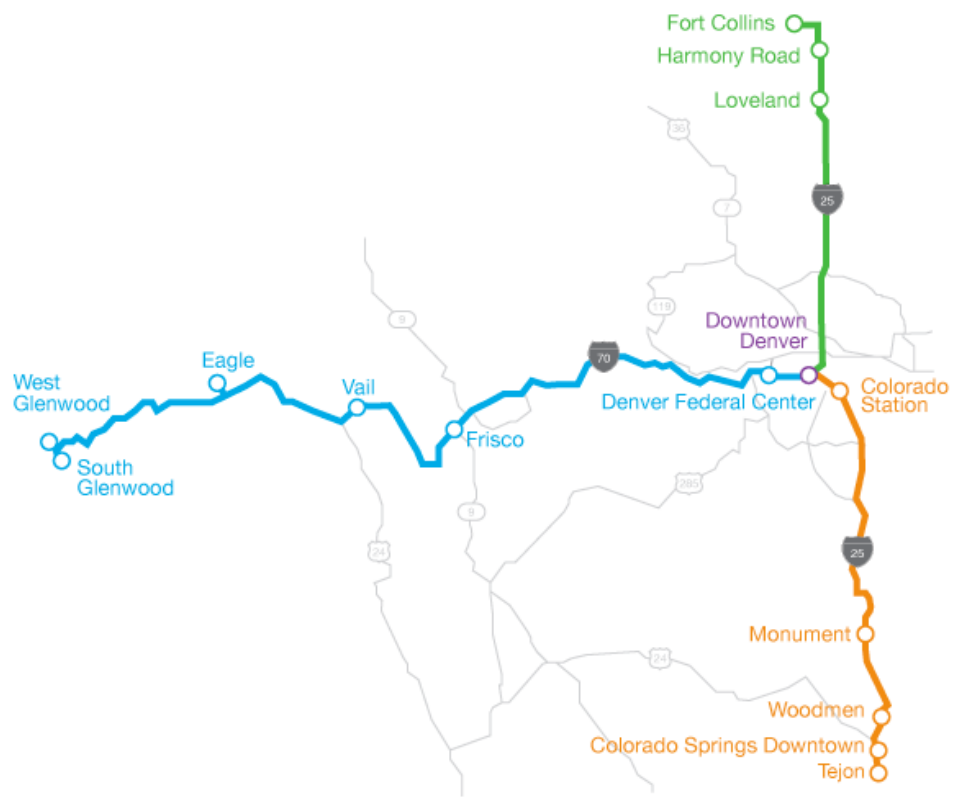 Fort Collins
Harmony Road
Loveland
36
25
7
119
9
Downtown
Denver
70
Eagle
West
Glenwood
Vail
Denver Federal Center
Colorado
Station
Frisco
South
Glenwood
285
9
24
25
Monument
24
Woodmen
Colorado Springs Downtown
Tejon